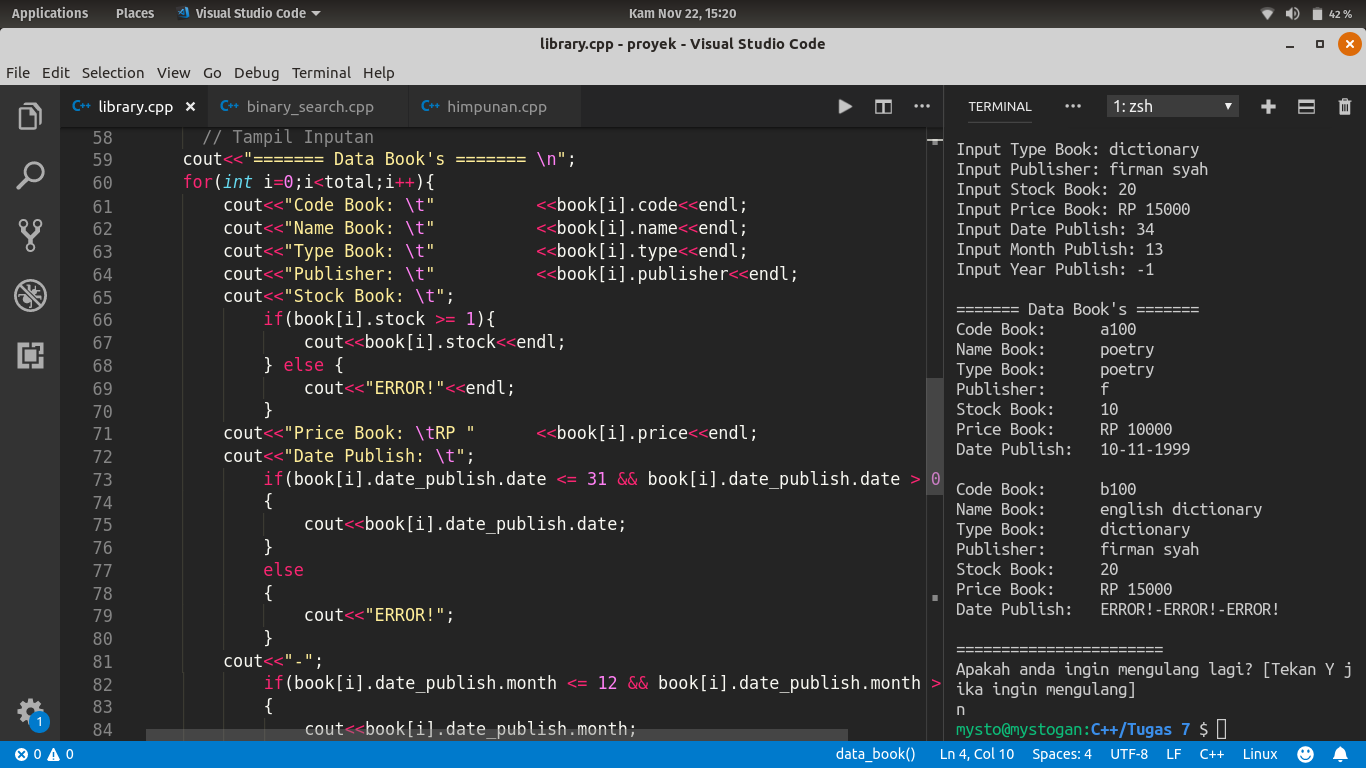 Applications Places Visual Studio Code Kam Nov 22, 15:20 42 %
library.cpp - proyek - Visual Studio Code
File Edit Selection View Go Debug Terminal Help
library.cpp binary_search.cpp himpunan.cpp
58 // Tampil Inputan
59 cout<<"======= Data Book's ======= \n";
60 for(int i=0;i<total;i++){
61 cout<<"Code Book: \t" <<book[i].code<<endl;
62 cout<<"Name Book: \t" <<book[i].name<<endl;
63 cout<<"Type Book: \t" <<book[i].type<<endl;
64 cout<<"Publisher: \t" <<book[i].publisher<<endl;
65 cout<<"Stock Book: \t";
66 if(book[i].stock >= 1){
67 cout<<book[i].stock<<endl;
68 } else {
69 cout<<"ERROR!"<<endl;
70 }
71 cout<<"Price Book: \tRP " <<book[i].price<<endl;
72 cout<<"Date Publish: \t";
73 if(book[i].date_publish.date <= 31 && book[i].date_publish.date > 0
74 {
75 cout<<book[i].date_publish.date;
76 }
77 else
78 {
79 cout<<"ERROR!";
80 }
81 cout<<"-";
82 if(book[i].date_publish.month <= 12 && book[i].date_publish.month >
83 {
84 cout<<book[i].date_publish.month;
TERMINAL 1: zsh
Input Type Book: dictionary
Input Publisher: firman syah
Input Stock Book: 20
Input Price Book: RP 15000
Input Date Publish: 34
Input Month Publish: 13
Input Year Publish: -1
======= Data Book's =======
Code Book: a100
Name Book: poetry
Type Book: poetry
Publisher: f
Stock Book: 10
Price Book: RP 10000
Date Publish: 10-11-1999
Code Book: b100
Name Book: english dictionary
Type Book: dictionary
Publisher: firman syah
Stock Book: 20
Price Book: RP 15000
Date Publish: ERROR!-ERROR!-ERROR!
=======================
Apakah anda ingin mengulang lagi? [Tekan Y j
ika ingin mengulang]
n
mysto@mystogan:C++/Tugas 7 $
1
0 0 data_book() Ln 4, Col 10 Spaces: 4 UTF-8 LF C++ Linux